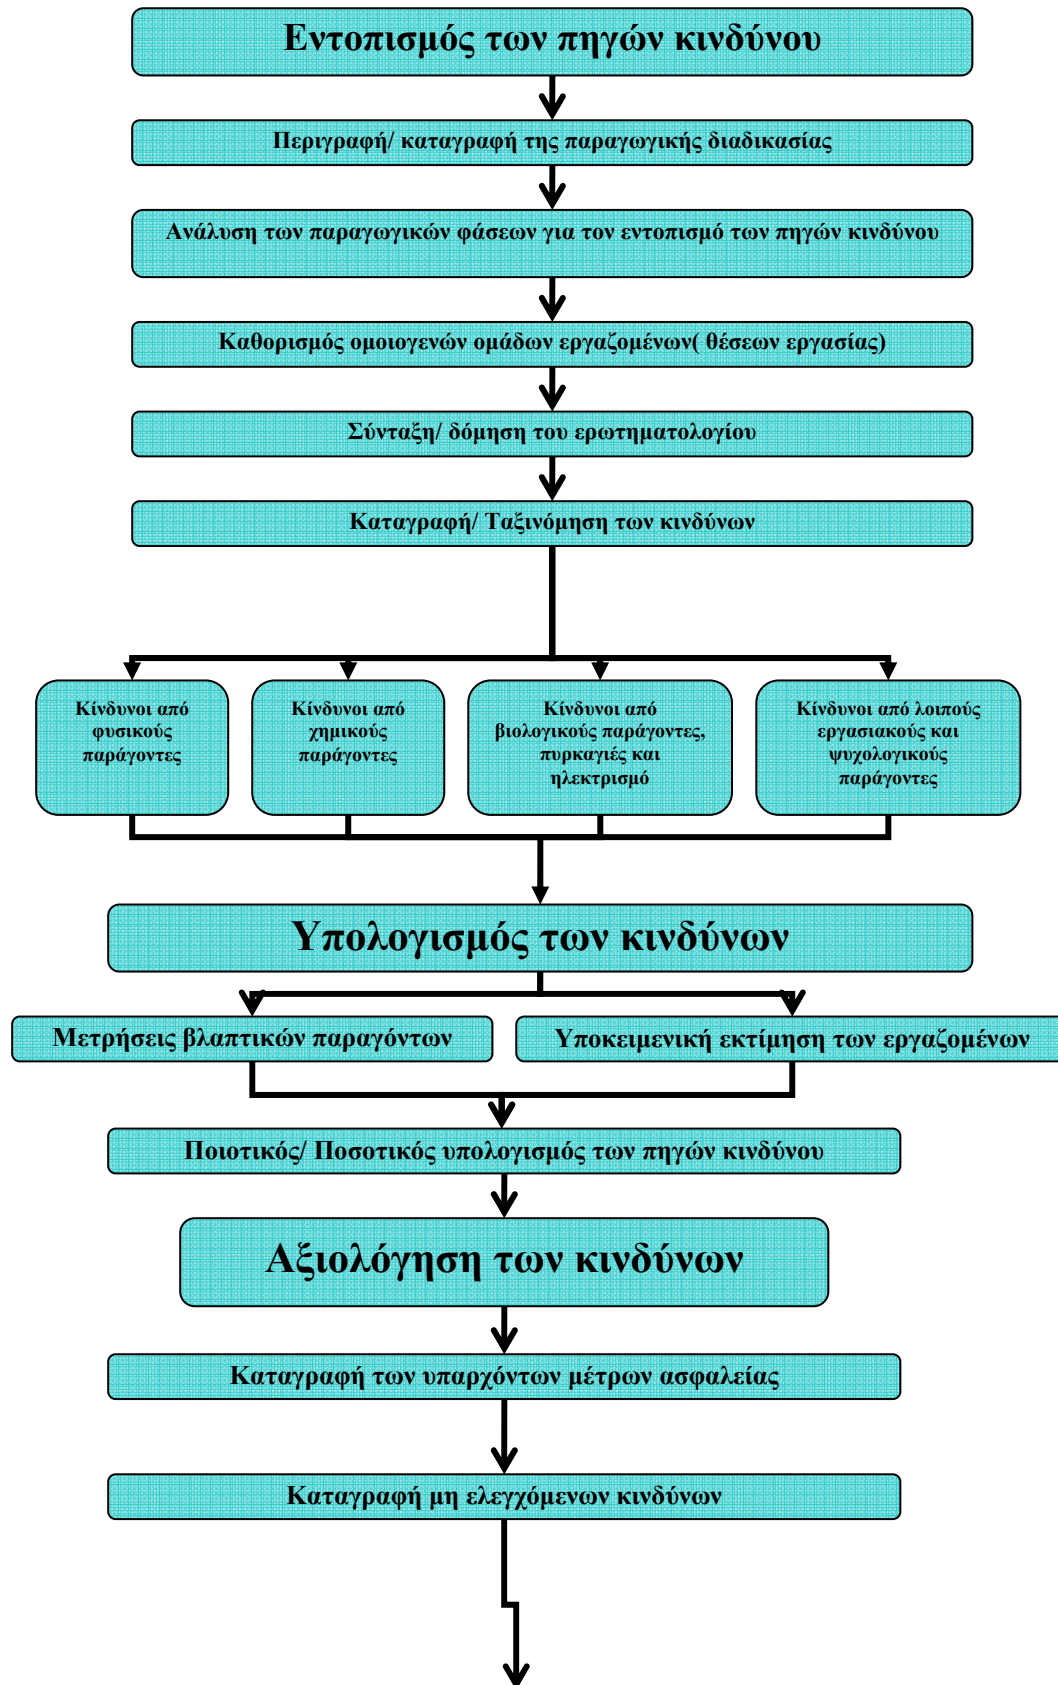 Εντοπισμός των πηγών κινδύνου
Περιγραφή/ καταγραφή της παραγωγικής διαδικασίας
Ανάλυση των παραγωγικών φάσεων για τον εντοπισμό των πηγών κινδύνου
Καθορισμός ομοιογενών ομάδων εργαζομένων( θέσεων εργασίας)
Σύνταξη/ δόμηση του ερωτηματολογίου
Καταγραφή/ Ταξινόμηση των κινδύνων
Κίνδυνοι από
φυσικούς
παράγοντες
Κίνδυνοι από
χημικούς
παράγοντες
Κίνδυνοι από
βιολογικούς παράγοντες,
πυρκαγιές και
ηλεκτρισμό
Κίνδυνοι από λοιπούς
εργασιακούς και
ψυχολογικούς
παράγοντες
Υπολογισμός των κινδύνων
Μετρήσεις βλαπτικών παραγόντων
Υποκειμενική εκτίμηση των εργαζομένων
Ποιοτικός/ Ποσοτικός υπολογισμός των πηγών κινδύνου
Αξιολόγηση των κινδύνων
Καταγραφή των υπαρχόντων μέτρων ασφαλείας
Καταγραφή μη ελεγχόμενων κινδύνων